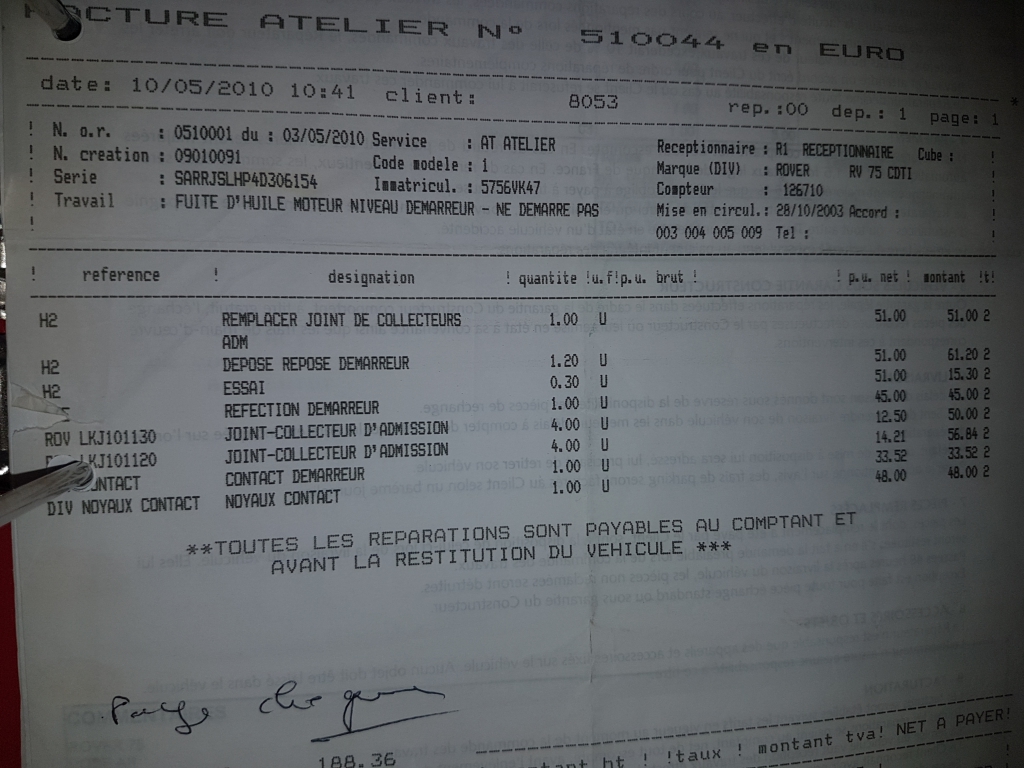 FACTURE ATELIER N° 510044 en EURO
date: 10/05/2010 10:41 client: 8053 rep.:00 dep.: 1 page: 1
*
! N. o.r. : 0510001 du : 03/05/2010 Service : AT ATELIER Receptionnaire : R1 RECEPTIONNAIRE Cube : !
! N. creation : 09010091 Code modele : 1 Marque (DIV) : ROVER RV 75 CDTI !
! Serie : SARRJSLHP4D306154 Immatricul. : 5756VK47 Compteur : 126710 !
! Travail : FUITE D'HUILE MOTEUR NIVEAU DEMARREUR - NE DEMARRE PAS Mise en circul.: 28/10/2003 Accord : !
! 003 004 005 009 Tel : !
! reference ! designation ! quantite !u.f!p.u. brut ! ! p.u. net ! montant !t!
H2 REMPLACER JOINT DE COLLECTEURS 1.00 U 51.00 51.00 2
ADM
H2 DEPOSE REPOSE DEMARREUR 1.20 U 51.00 61.20 2
H2 ESSAI 0.30 U 51.00 15.30 2
REFECTION DEMARREUR 1.00 U 45.00 45.00 2
ROV LKJ101130 JOINT-COLLECTEUR D'ADMISSION 4.00 U 12.50 50.00 2
LKJ101120 JOINT-COLLECTEUR D'ADMISSION 4.00 U 14.21 56.84 2
CONTACT CONTACT DEMARREUR 1.00 U 33.52 33.52 2
DIV NOYAUX CONTACT NOYAUX CONTACT 1.00 U 48.00 48.00 2
**TOUTES LES REPARATIONS SONT PAYABLES AU COMPTANT ET
AVANT LA RESTITUTION DU VEHICULE ***
188.36
ht ! !taux ! montant tva! NET A PAYER!